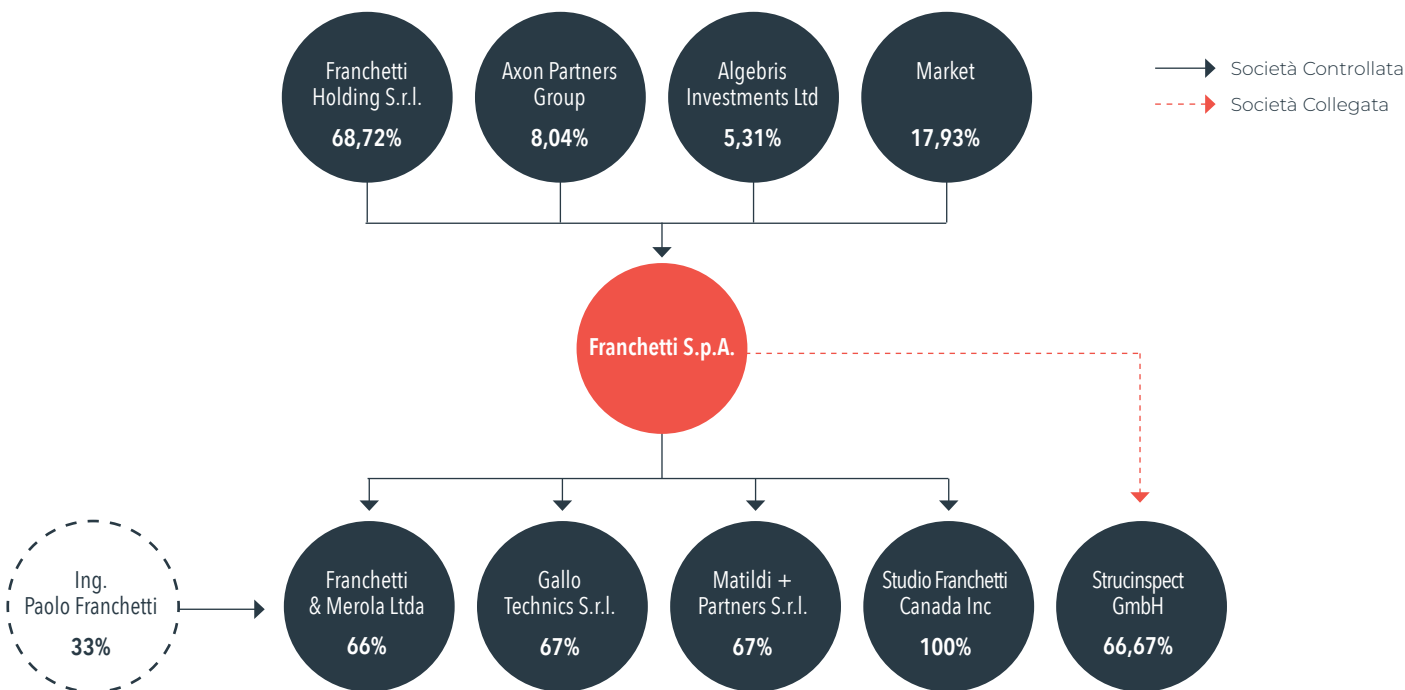 Franchetti
Holding S.r.l.
68,72%
Axon Partners
Group
8,04%
Algebris
Investments Ltd
5,31%
Market
17,93%
Società Controllata
Società Collegata
Franchetti S.p.A.
Ing.
Paolo Franchetti
33%
Franchetti
& Merola Ltda
66%
Gallo
Technics S.r.l.
67%
Matildi +
Partners S.r.l.
67%
Studio Franchetti
Canada Inc
100%
Strucinspect
GmbH
66,67%